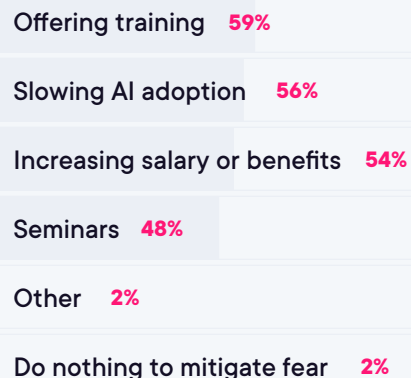 Offering training 59%
Slowing AI adoption 56%
Increasing salary or benefits 54%
Seminars 48%
Other 2%
Do nothing to mitigate fear 2%